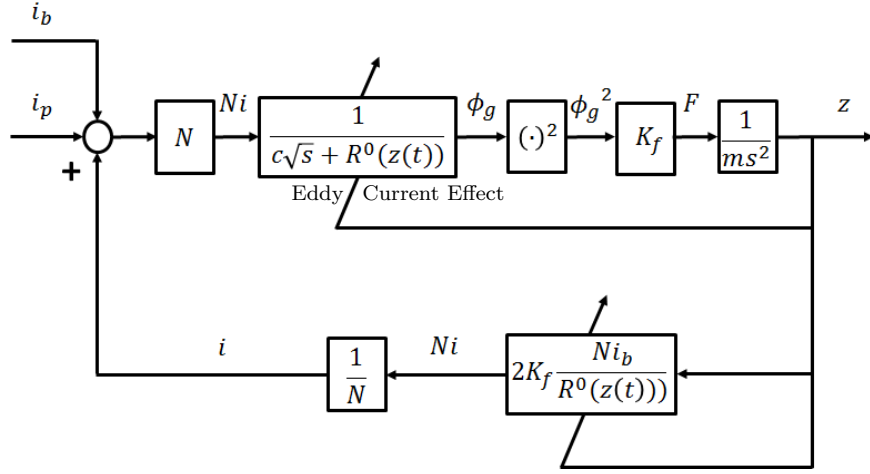 i_b
i_p
+
N
Ni
1
c√s + R⁰(z(t))
Eddy Current Effect
ϕ_g
(·)²
ϕ_g²
K_f
F
1
ms²
z
i
1
N
Ni
2K_f Ni_b
R⁰(z(t)))